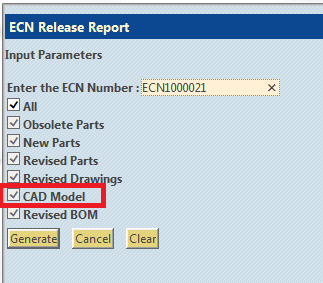 ECN Release Report
Input Parameters
Enter the ECN Number : ECN1000021 ×
All
Obsolete Parts
New Parts
Revised Parts
Revised Drawings
CAD Model
Revised BOM
Generate Cancel Clear